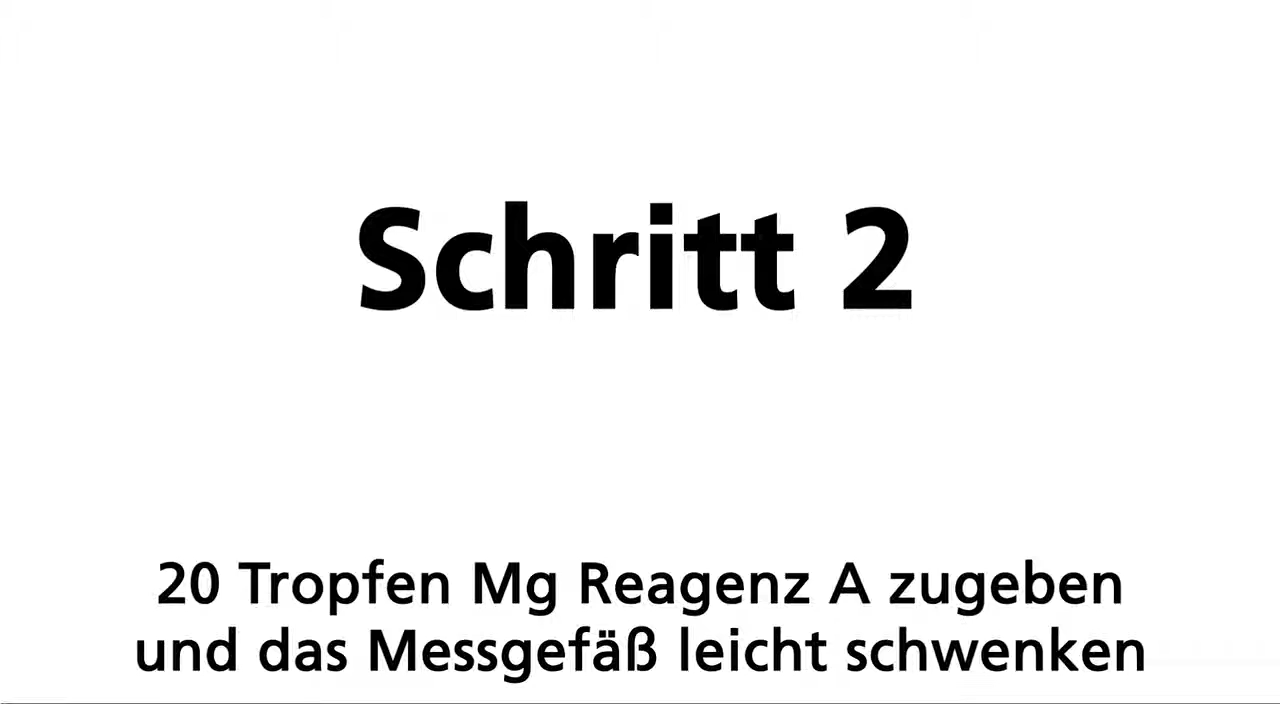 Schritt 2
20 Tropfen Mg Reagenz A zugeben
und das Messgefäß leicht schwenken